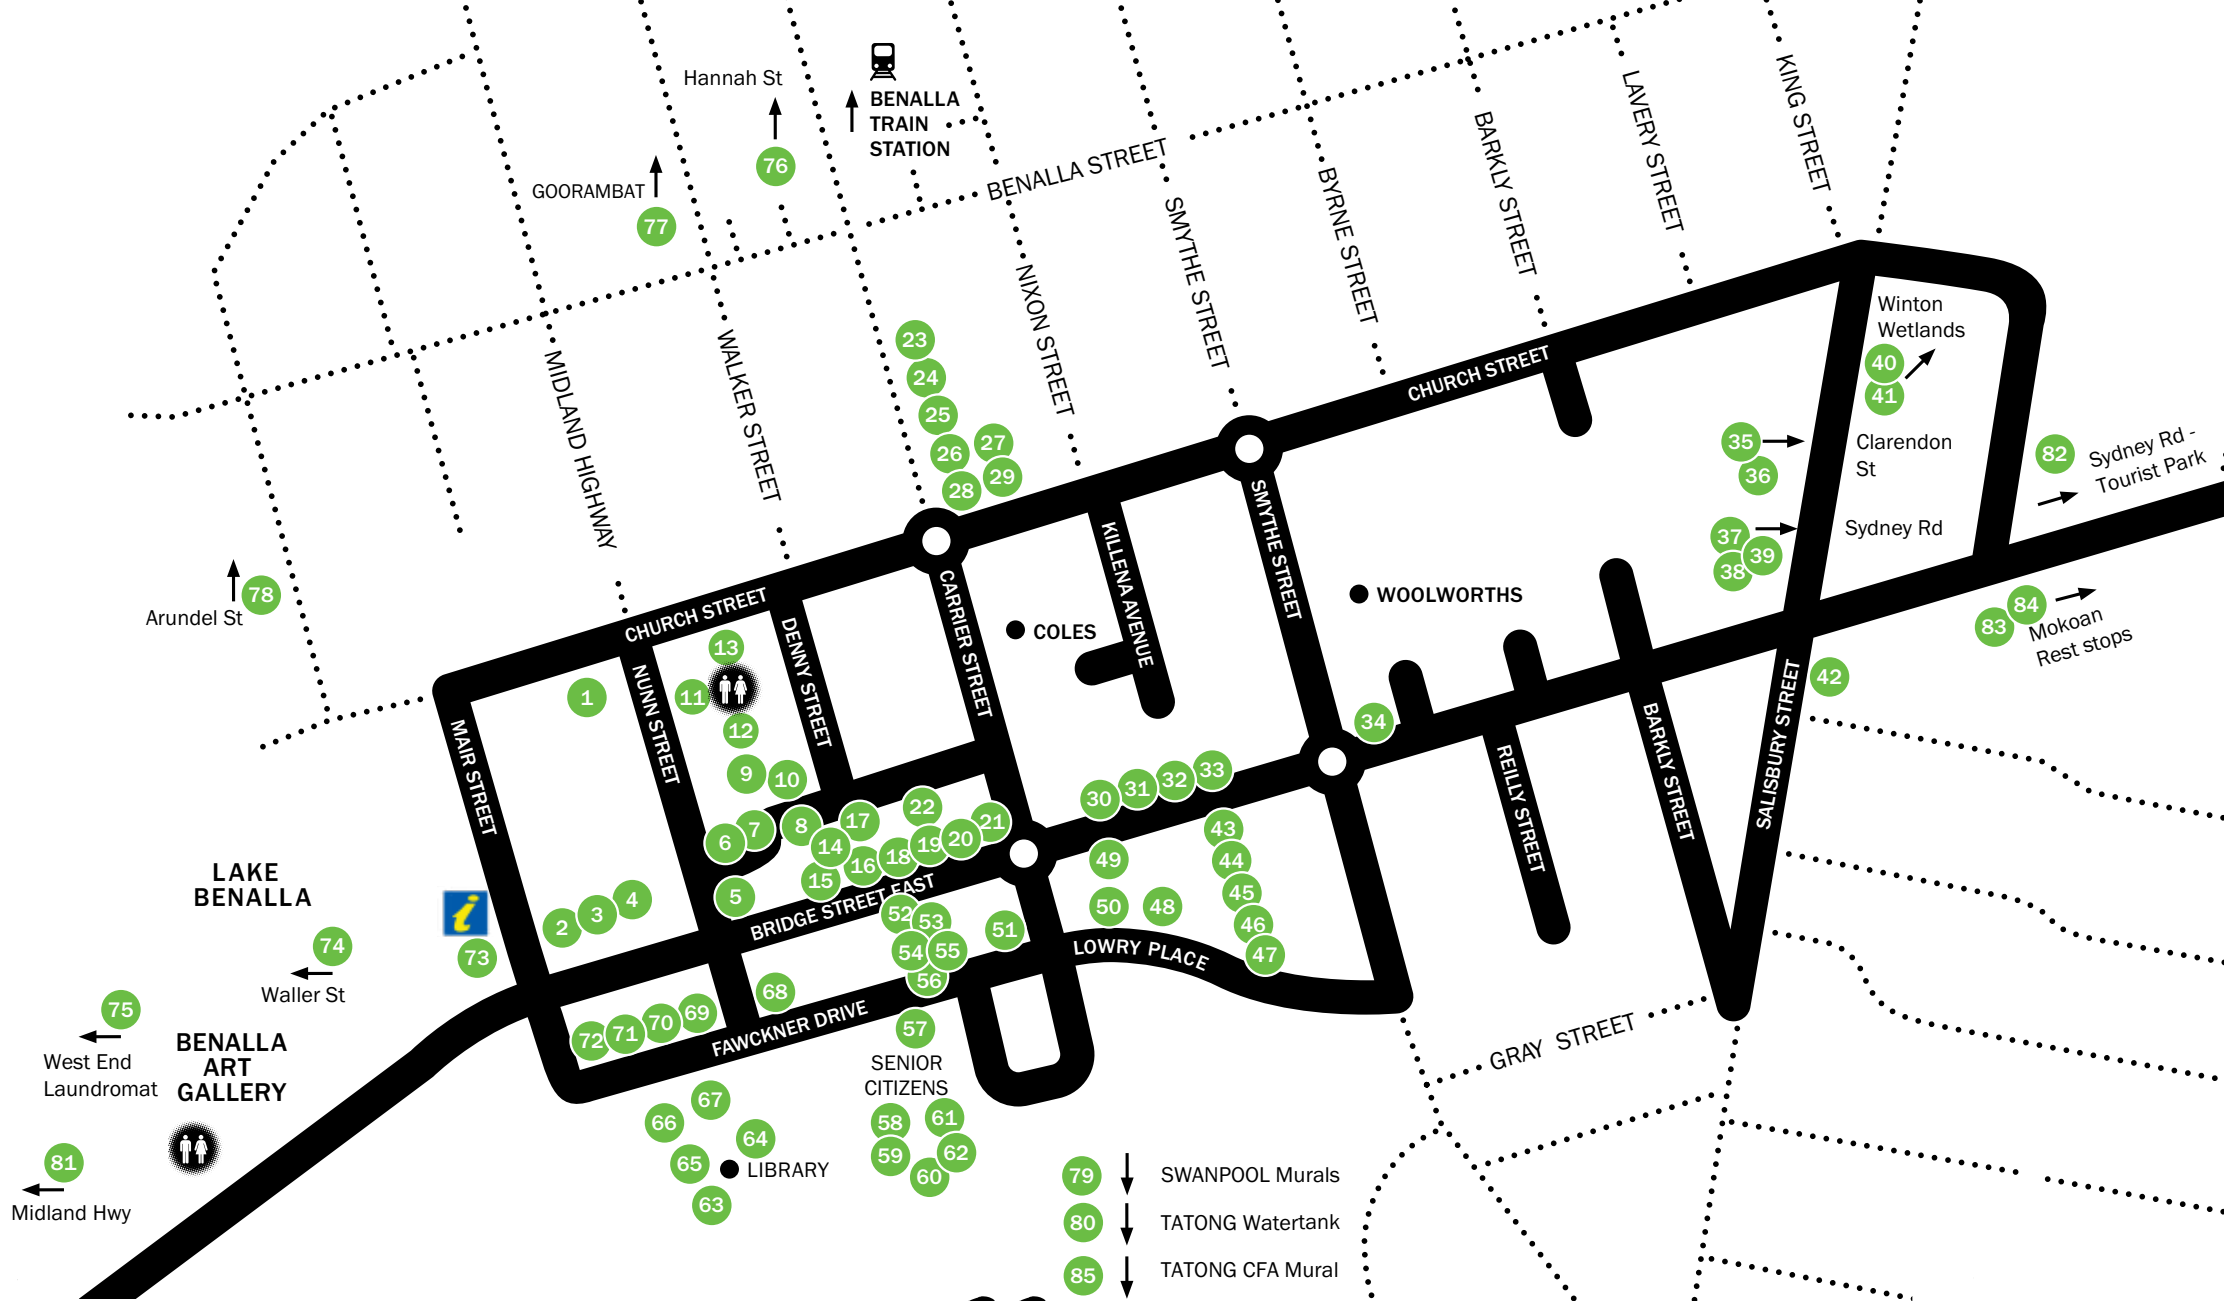 Hannah St
76
BENALLA
TRAIN
STATION
GOORAMBAT
77
BENALLA STREET
MIDLAND HIGHWAY
WALKER STREET
NIXON STREET
SMYTHE STREET
BYRNE STREET
BARKLY STREET
LAVERY STREET
KING STREET
Winton
Wetlands
40
41
Clarendon
St
35
36
Sydney Rd
37
38
39
82
Sydney Rd -
Tourist Park
84
83
Mokoan
Rest stops
42
23
24
25
26
27
28
29
CHURCH STREET
CHURCH STREET
78
Arundel St
1
13
11
12
9
10
MAIR STREET
NUNN STREET
DENNY STREET
CARRIER STREET
COLES
KILLENA AVENUE
SMYTHE STREET
WOOLWORTHS
34
REILLY STREET
BARKLY STREET
SALISBURY STREET
6
7
8
17
22
14
16
18
19
20
21
15
5
30
31
32
33
BRIDGE STREET EAST
2
3
4
LAKE
BENALLA
i
73
74
Waller St
75
West End
Laundromat
BENALLA
ART
GALLERY
81
Midland Hwy
52
53
54
55
56
51
49
50
48
43
44
45
46
47
LOWRY PLACE
68
72
71
70
69
FAWCKNER DRIVE
57
SENIOR
CITIZENS
58
61
59
62
60
67
66
64
65
LIBRARY
63
GRAY STREET
79
SWANPOOL Murals
80
TATONG Watertank
85
TATONG CFA Mural